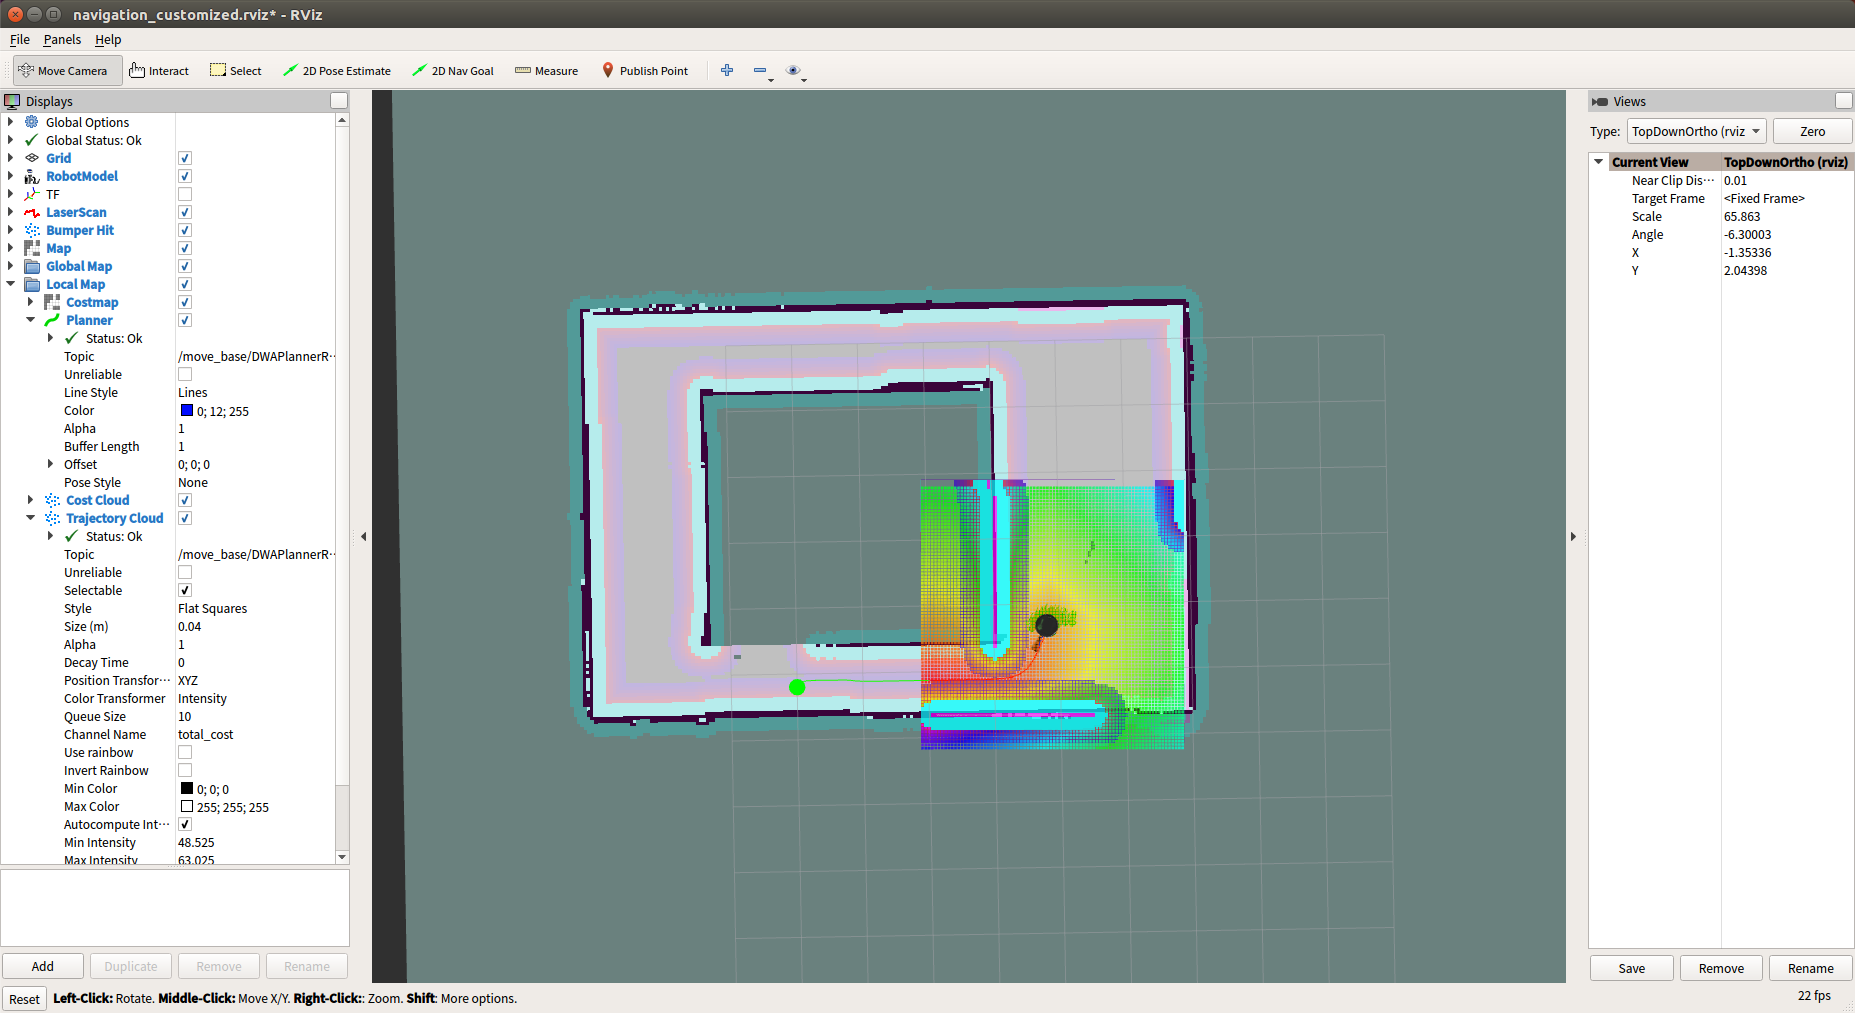 navigation_customized.rviz* - RViz
File Panels Help
Move Camera Interact Select 2D Pose Estimate 2D Nav Goal Measure Publish Point
Displays
Global Options
Global Status: Ok
Grid
RobotModel
TF
LaserScan
Bumper Hit
Map
Global Map
Local Map
Costmap
Planner
Status: Ok
Topic /move_base/DWAPlannerR···
Unreliable
Line Style Lines
Color 0; 12; 255
Alpha 1
Buffer Length 1
Offset 0; 0; 0
Pose Style None
Cost Cloud
Trajectory Cloud
Status: Ok
Topic /move_base/DWAPlannerR···
Unreliable
Selectable
Style Flat Squares
Size (m) 0.04
Alpha 1
Decay Time 0
Position Transfor··· XYZ
Color Transformer Intensity
Queue Size 10
Channel Name total_cost
Use rainbow
Invert Rainbow
Min Color 0; 0; 0
Max Color 255; 255; 255
Autocompute Int···
Min Intensity 48.525
Max Intensity 63.025
Add Duplicate Remove Rename
Reset Left-Click: Rotate. Middle-Click: Move X/Y. Right-Click:: Zoom. Shift: More options.
Views
Type: TopDownOrtho (rviz Zero
Current View TopDownOrtho (rviz)
Near Clip Dis··· 0.01
Target Frame <Fixed Frame>
Scale 65.863
Angle -6.30003
X -1.35336
Y 2.04398
Save Remove Rename
22 fps